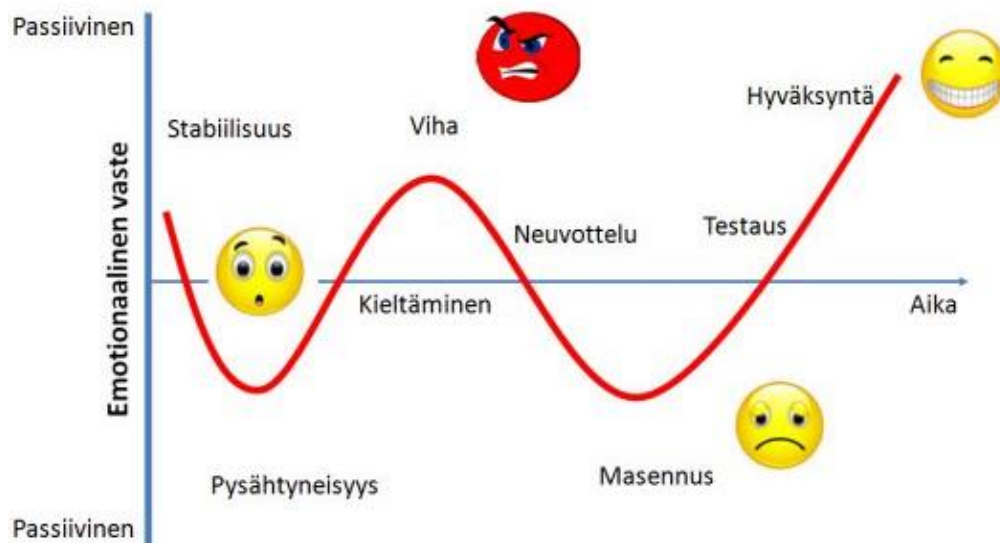 Passiivinen
Stabiilisuus
Viha
Hyväksyntä
Emotionaalinen vaste
Neuvottelu
Testaus
Kieltäminen
Aika
Pysähtyneisyys
Masennus
Passiivinen